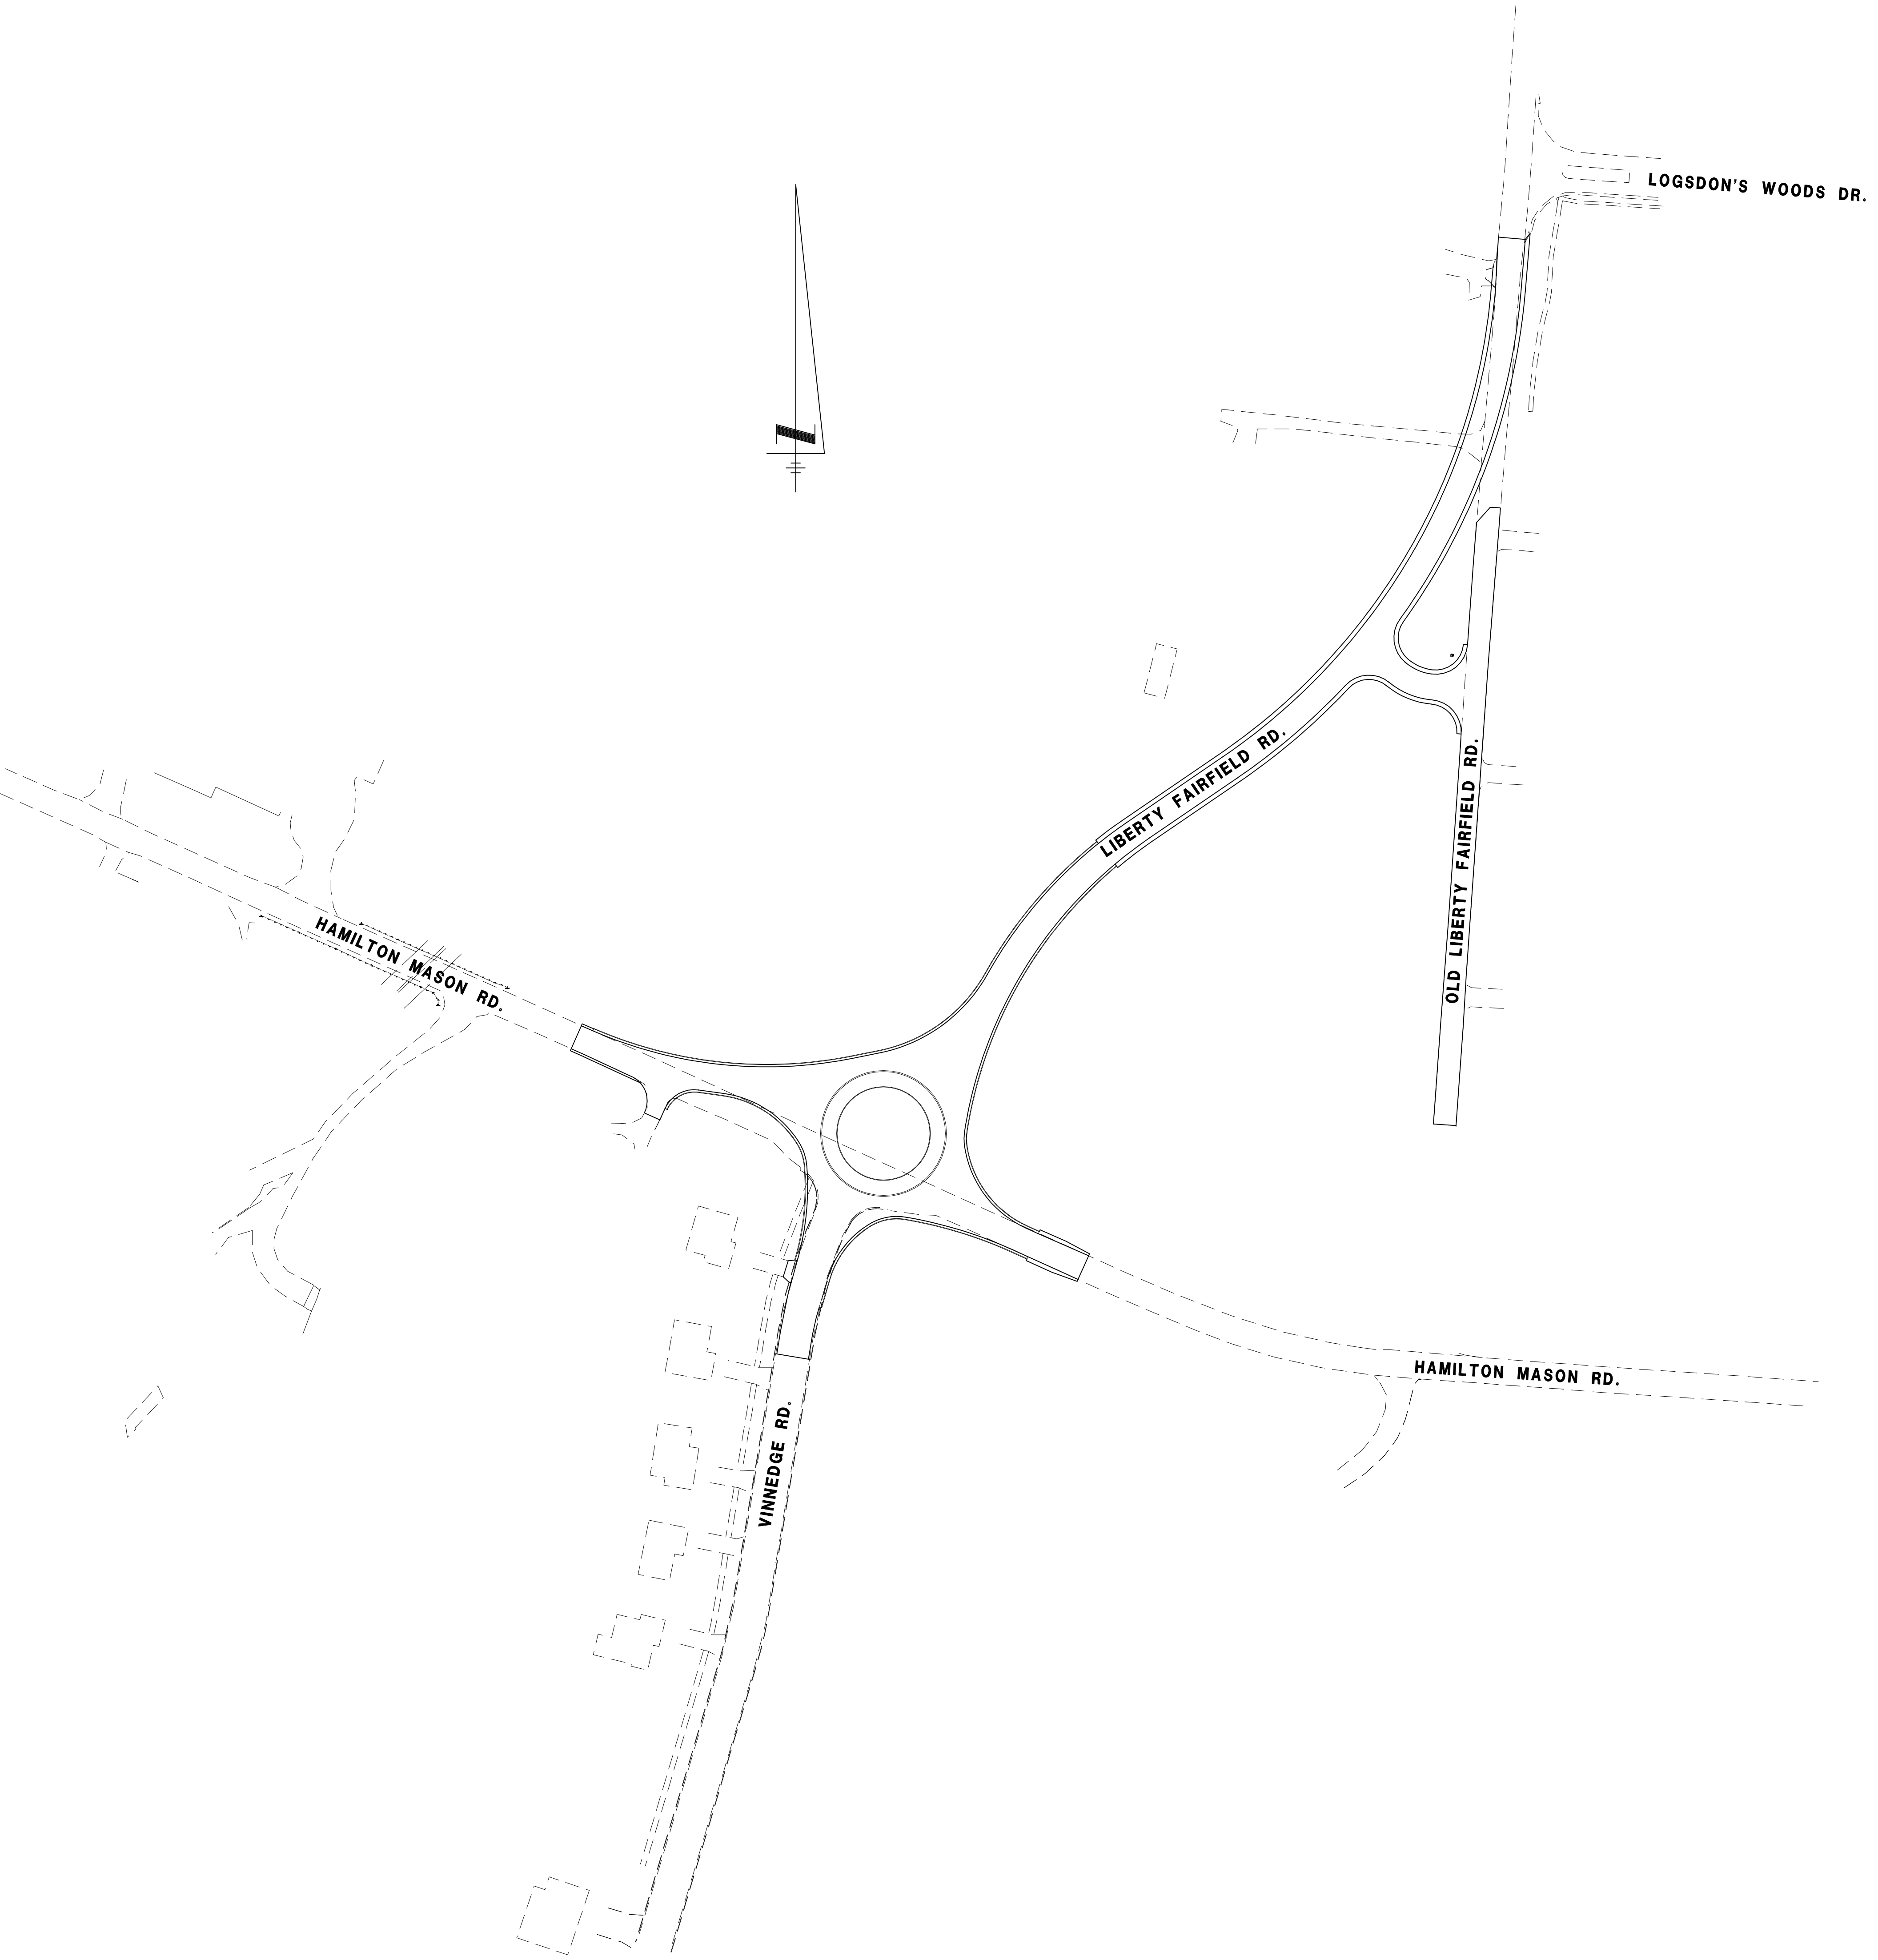 LOGSDON'S WOODS DR.
N
LIBERTY FAIRFIELD RD.
OLD LIBERTY FAIRFIELD RD.
HAMILTON MASON RD.
HAMILTON MASON RD.
VINNEDGE RD.